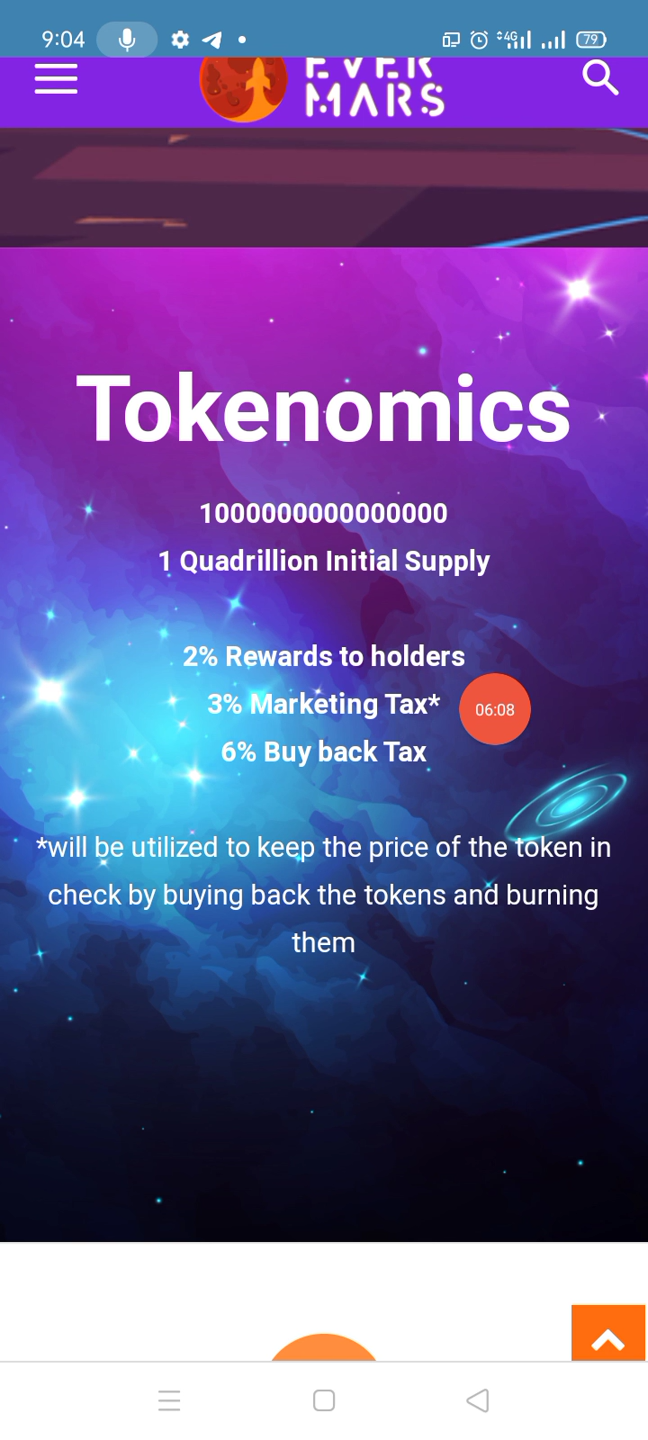 9:04
4G
79
EVER
MARS
Tokenomics
1000000000000000
1 Quadrillion Initial Supply
2% Rewards to holders
3% Marketing Tax*
06:08
6% Buy back Tax
*will be utilized to keep the price of the token in
check by buying back the tokens and burning
them